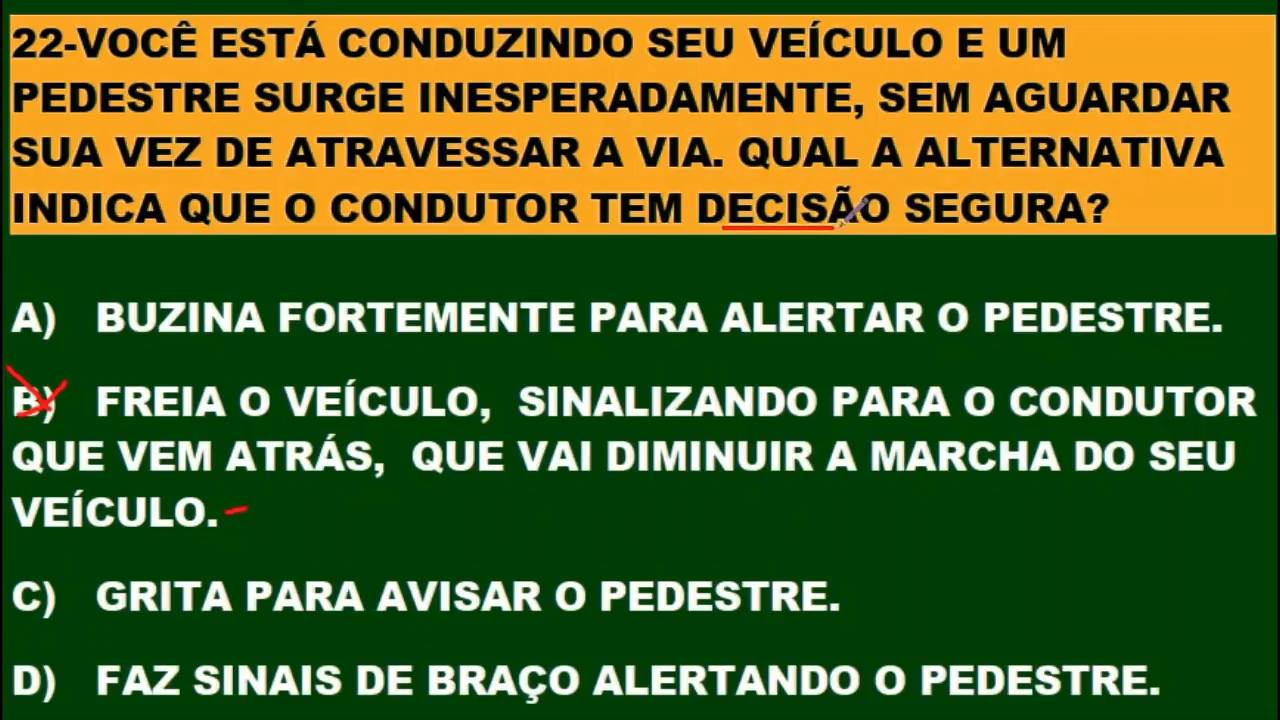 22-VOCÊ ESTÁ CONDUZINDO SEU VEÍCULO E UM
PEDESTRE SURGE INESPERADAMENTE, SEM AGUARDAR
SUA VEZ DE ATRAVESSAR A VIA. QUAL A ALTERNATIVA
INDICA QUE O CONDUTOR TEM DECISÃO SEGURA?
A) BUZINA FORTEMENTE PARA ALERTAR O PEDESTRE.
B) FREIA O VEÍCULO, SINALIZANDO PARA O CONDUTOR
QUE VEM ATRÁS, QUE VAI DIMINUIR A MARCHA DO SEU
VEÍCULO.
C) GRITA PARA AVISAR O PEDESTRE.
D) FAZ SINAIS DE BRAÇO ALERTANDO O PEDESTRE.